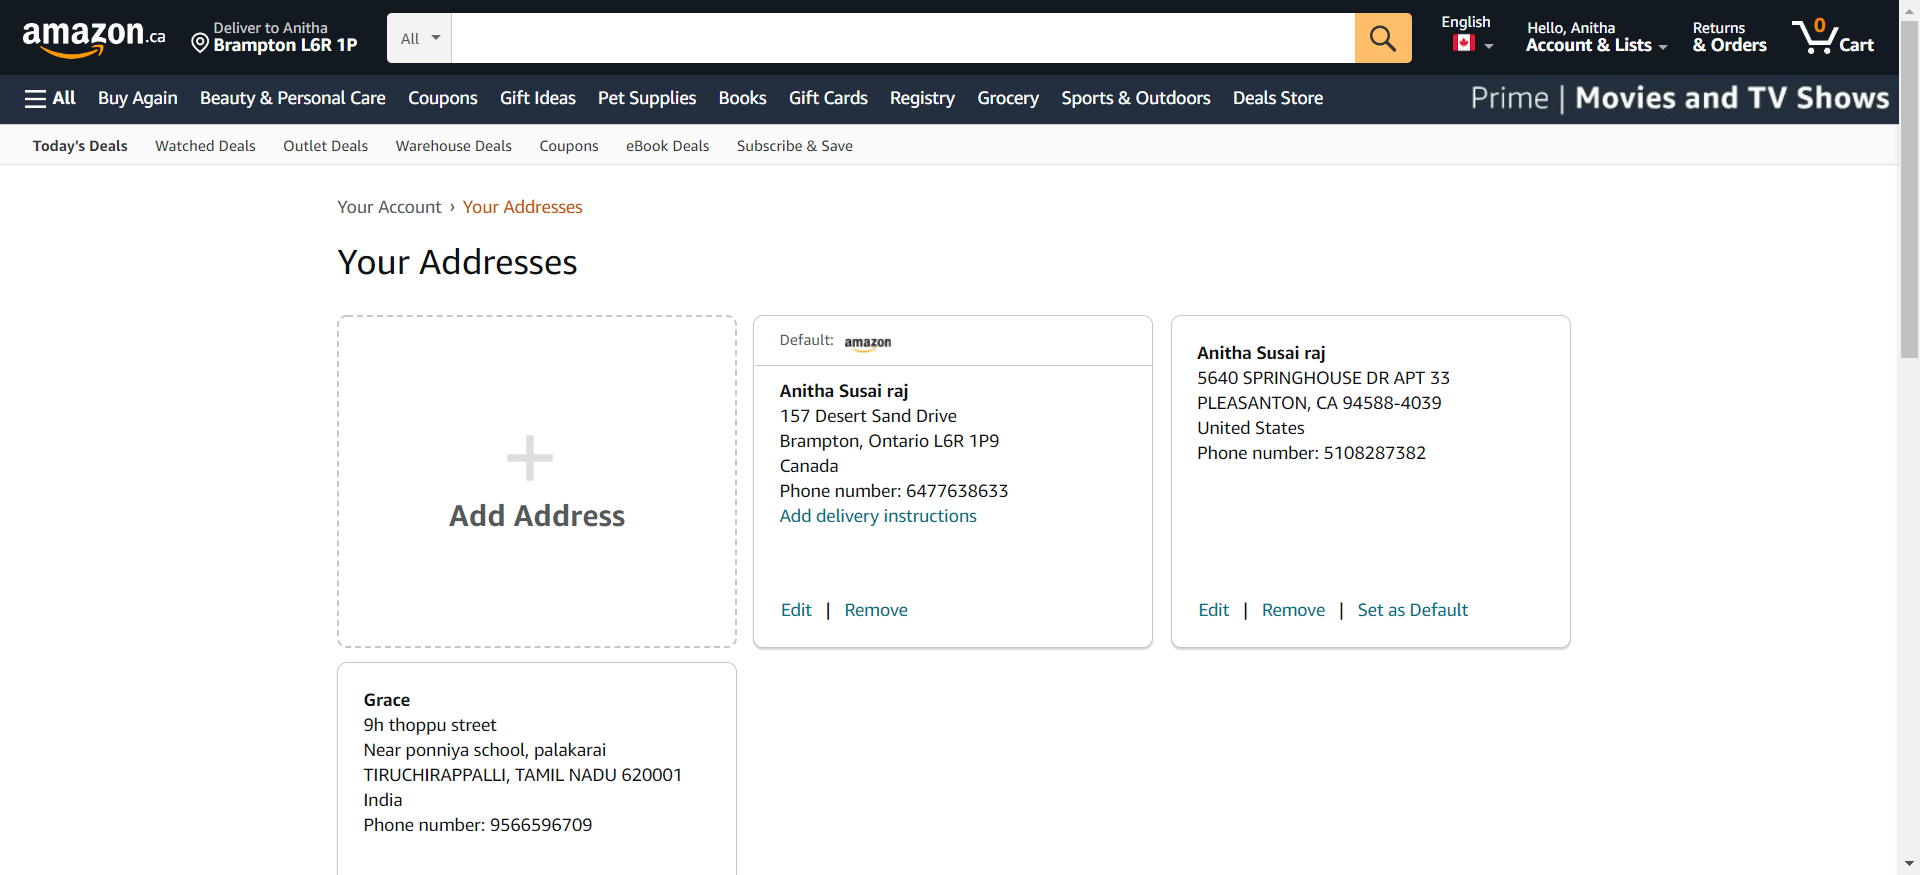 amazon.ca
Deliver to Anitha
Brampton L6R 1P
All
English
Hello, Anitha
Account & Lists
Returns
& Orders
0
Cart
All
Buy Again
Beauty & Personal Care
Coupons
Gift Ideas
Pet Supplies
Books
Gift Cards
Registry
Grocery
Sports & Outdoors
Deals Store
Prime | Movies and TV Shows
Today's Deals
Watched Deals
Outlet Deals
Warehouse Deals
Coupons
eBook Deals
Subscribe & Save
Your Account › Your Addresses
Your Addresses
Add Address
Default: amazon
Anitha Susai raj
157 Desert Sand Drive
Brampton, Ontario L6R 1P9
Canada
Phone number: 6477638633
Add delivery instructions
Edit | Remove
Anitha Susai raj
5640 SPRINGHOUSE DR APT 33
PLEASANTON, CA 94588-4039
United States
Phone number: 5108287382
Edit | Remove | Set as Default
Grace
9h thoppu street
Near ponniya school, palakarai
TIRUCHIRAPPALLI, TAMIL NADU 620001
India
Phone number: 9566596709